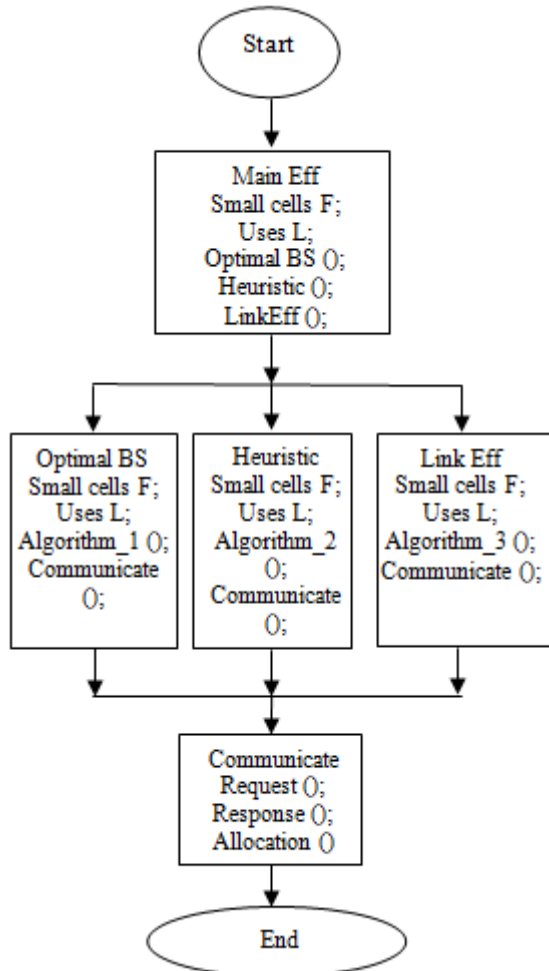 Start
Main Eff
Small cells F;
Uses L;
Optimal BS ();
Heuristic ();
LinkEff ();
Optimal BS
Small cells F;
Uses L;
Algorithm_1 ();
Communicate
();
Heuristic
Small cells F;
Uses L;
Algorithm_2
();
Communicate
();
Link Eff
Small cells F;
Uses L;
Algorithm_3 ();
Communicate ();
Communicate
Request ();
Response ();
Allocation ()
End